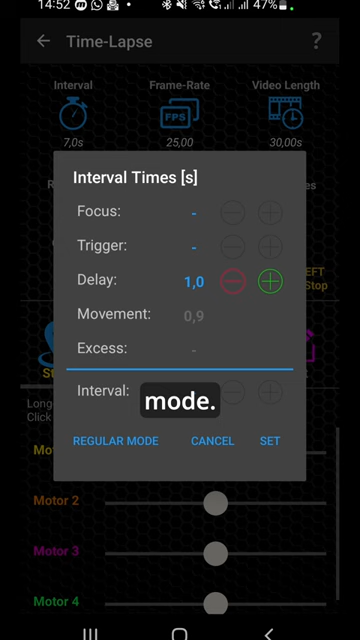 14:52 47%
Time-Lapse ?
Interval Frame-Rate Video Length
FPS
7,0s 25,00 30,00s
Interval Times [s]
Focus: -
Trigger: -
Delay: 1,0
Movement: 0,9
Excess: -
Interval:
mode.
REGULAR MODE CANCEL SET
Motor 2
Motor 3
Motor 4